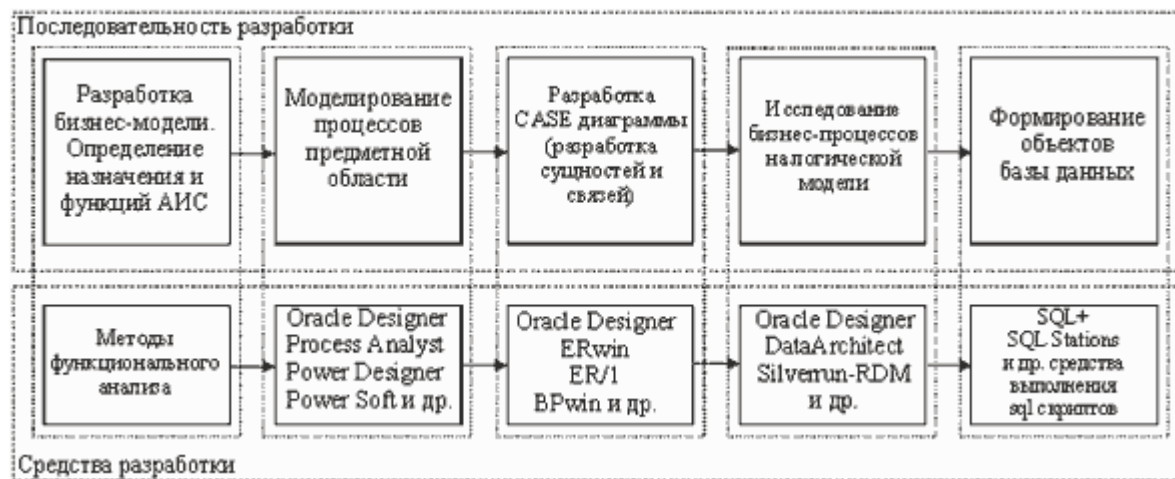 Последовательность разработки
Разработка
бизнес-модели.
Определение
назначения и
функций АИС
Моделирование
процессов
предметной
области
Разработка
CASE диаграммы
(разработка
сущностей и
связей)
Исследование
бизнес-процессов
на логической
модели
Формирование
объектов
базы данных
Методы
функционального
анализа
Oracle Designer
Process Analyst
Power Designer
Power Soft и др.
Oracle Designer
ERwin
ER/1
BPwin и др.
Oracle Designer
DataArchitect
Silverrun-RDM
и др.
SQL+
SQL Stations
и др. средства
выполнения
sql скриптов
Средства разработки